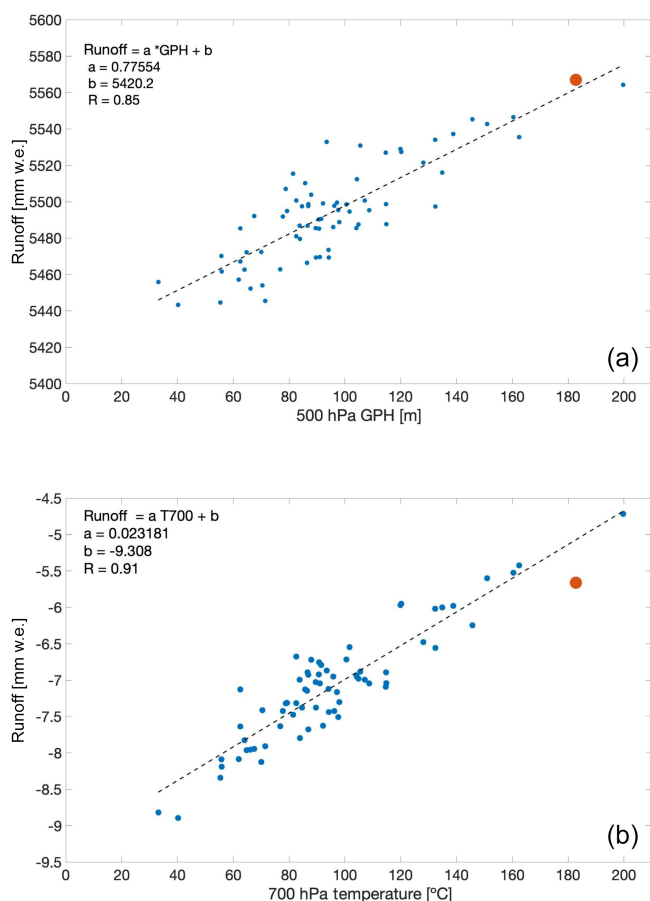 5600
5580
5560
5540
5520
5500
5480
5460
5440
5420
5400
Runoff [mm w.e.]
Runoff = a *GPH + b
a = 0.77554
b = 5420.2
R = 0.85
(a)
0 20 40 60 80 100 120 140 160 180 200
500 hPa GPH [m]
-4.5
-5
-5.5
-6
-6.5
-7
-7.5
-8
-8.5
-9
-9.5
Runoff [mm w.e.]
Runoff = a T700 + b
a = 0.023181
b = -9.308
R = 0.91
(b)
0 20 40 60 80 100 120 140 160 180 200
700 hPa temperature [ºC]